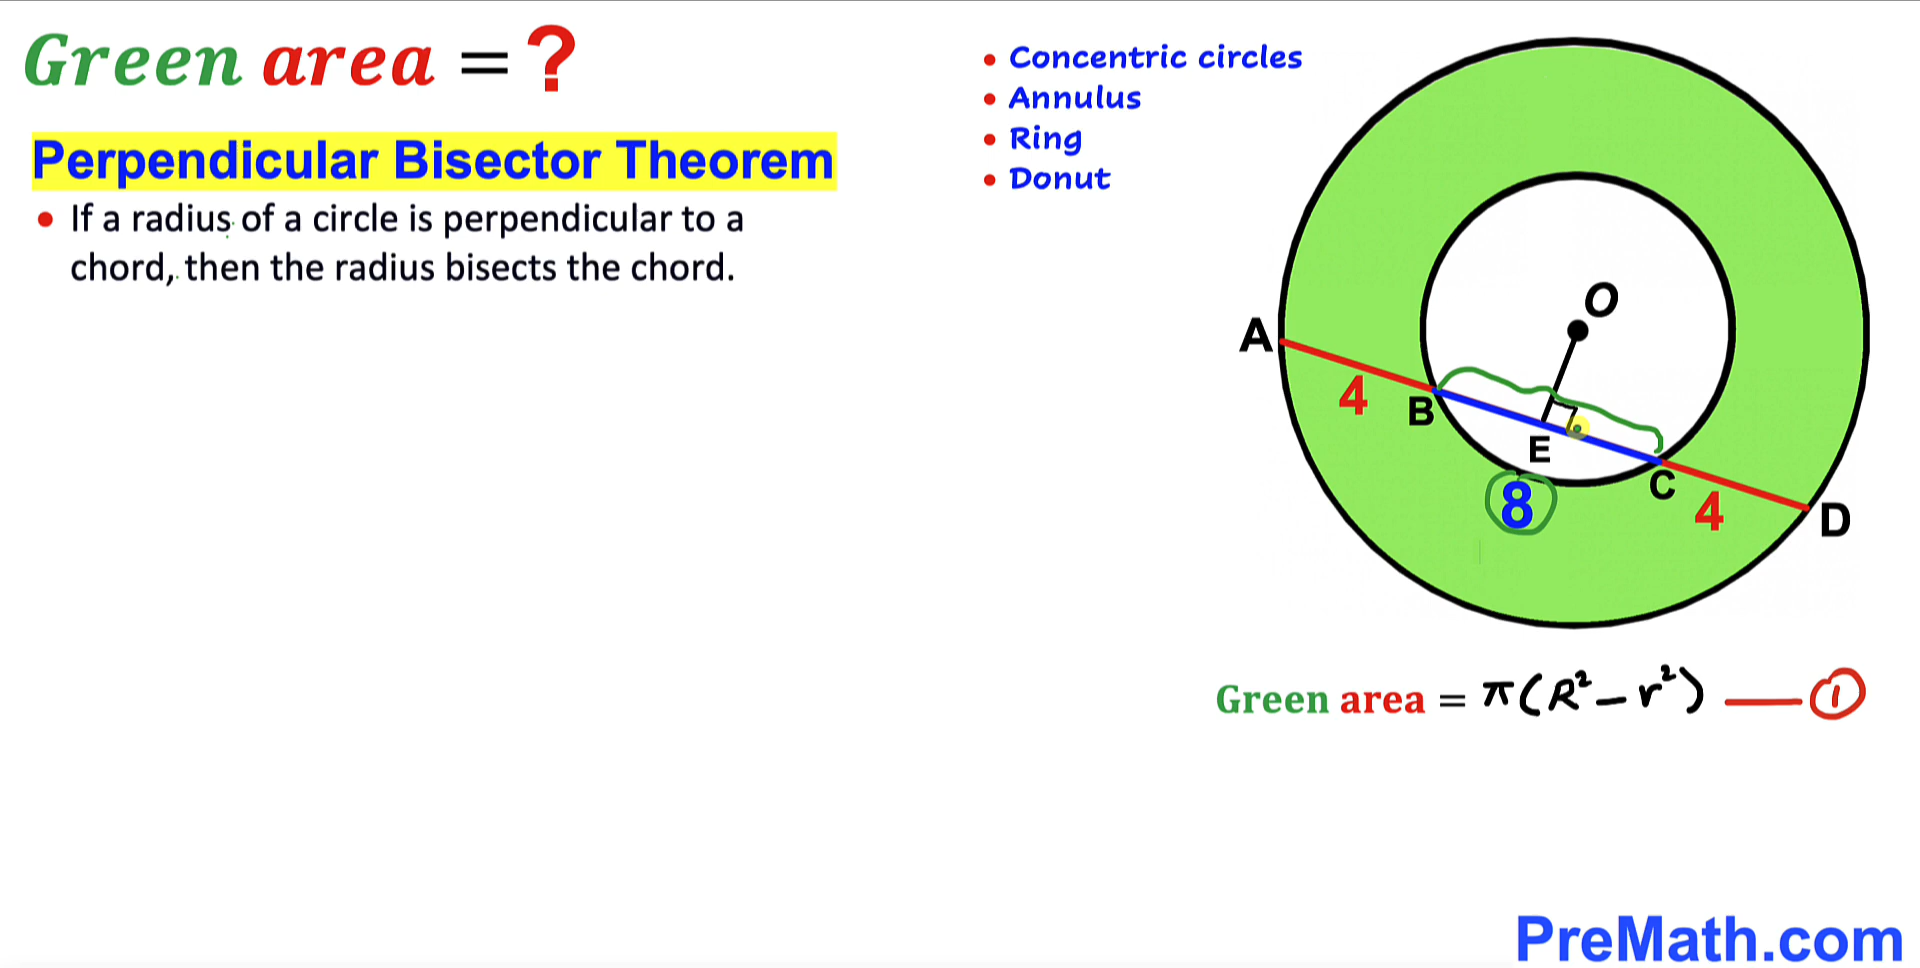 Green area = ?
Perpendicular Bisector Theorem
• If a radius of a circle is perpendicular to a
chord, then the radius bisects the chord.
• Concentric circles
• Annulus
• Ring
• Donut
O
A
4
B
E
8
C
4
D
Green area = π(R²−r²) — ①
PreMath.com